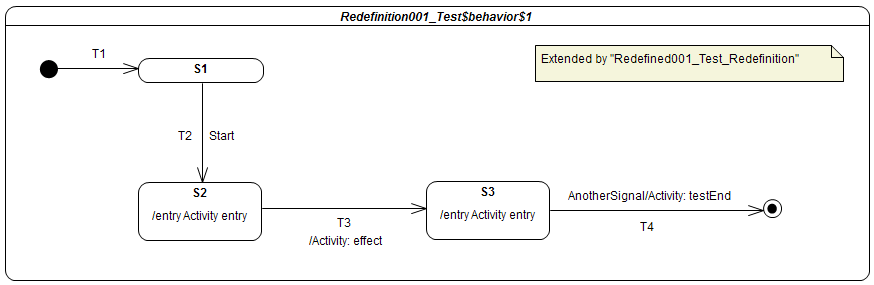 Redefinition001_Test$behavior$1
T1
S1
Extended by "Redefined001_Test_Redefinition"
T2
Start
S2
/entry Activity entry
T3
/Activity: effect
S3
/entry Activity entry
AnotherSignal/Activity: testEnd
T4